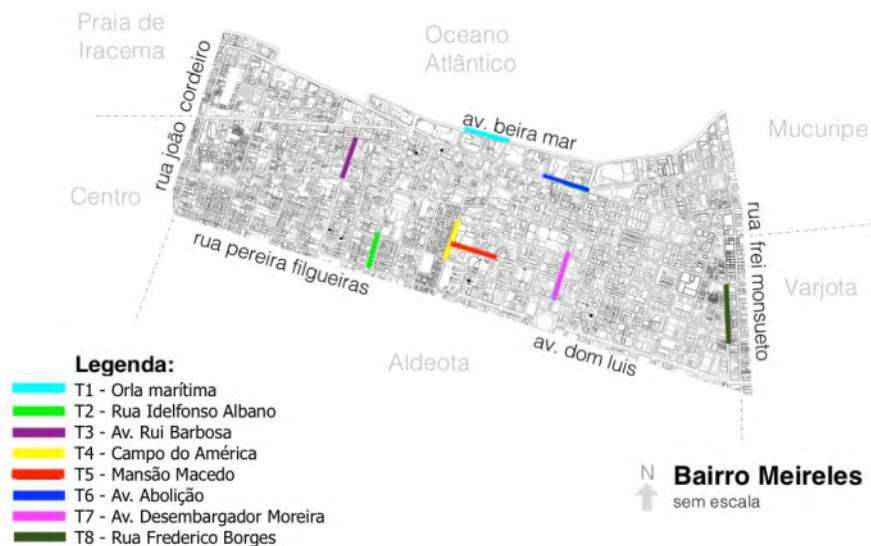 Praia de
Iracema
Oceano
Atlântico
av. beira mar
Mucuripe
rua joão cordeiro
Centro
rua pereira filgueiras
rua frei monsueto
Varjota
Aldeota
av. dom luis
Legenda:
T1 - Orla marítima
T2 - Rua Idelfonso Albano
T3 - Av. Rui Barbosa
T4 - Campo do América
T5 - Mansão Macedo
T6 - Av. Abolição
T7 - Av. Desembargador Moreira
T8 - Rua Frederico Borges
N
Bairro Meireles
sem escala